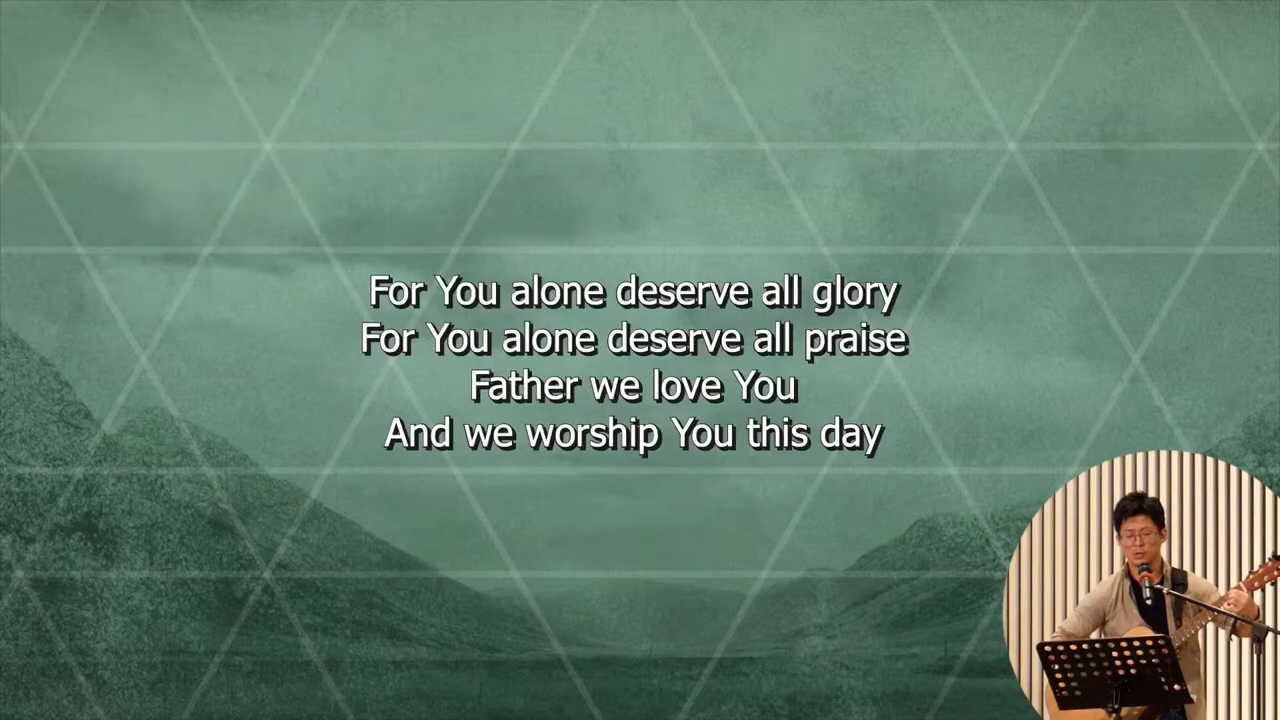 For You alone deserve all glory
For You alone deserve all praise
Father we love You
And we worship You this day